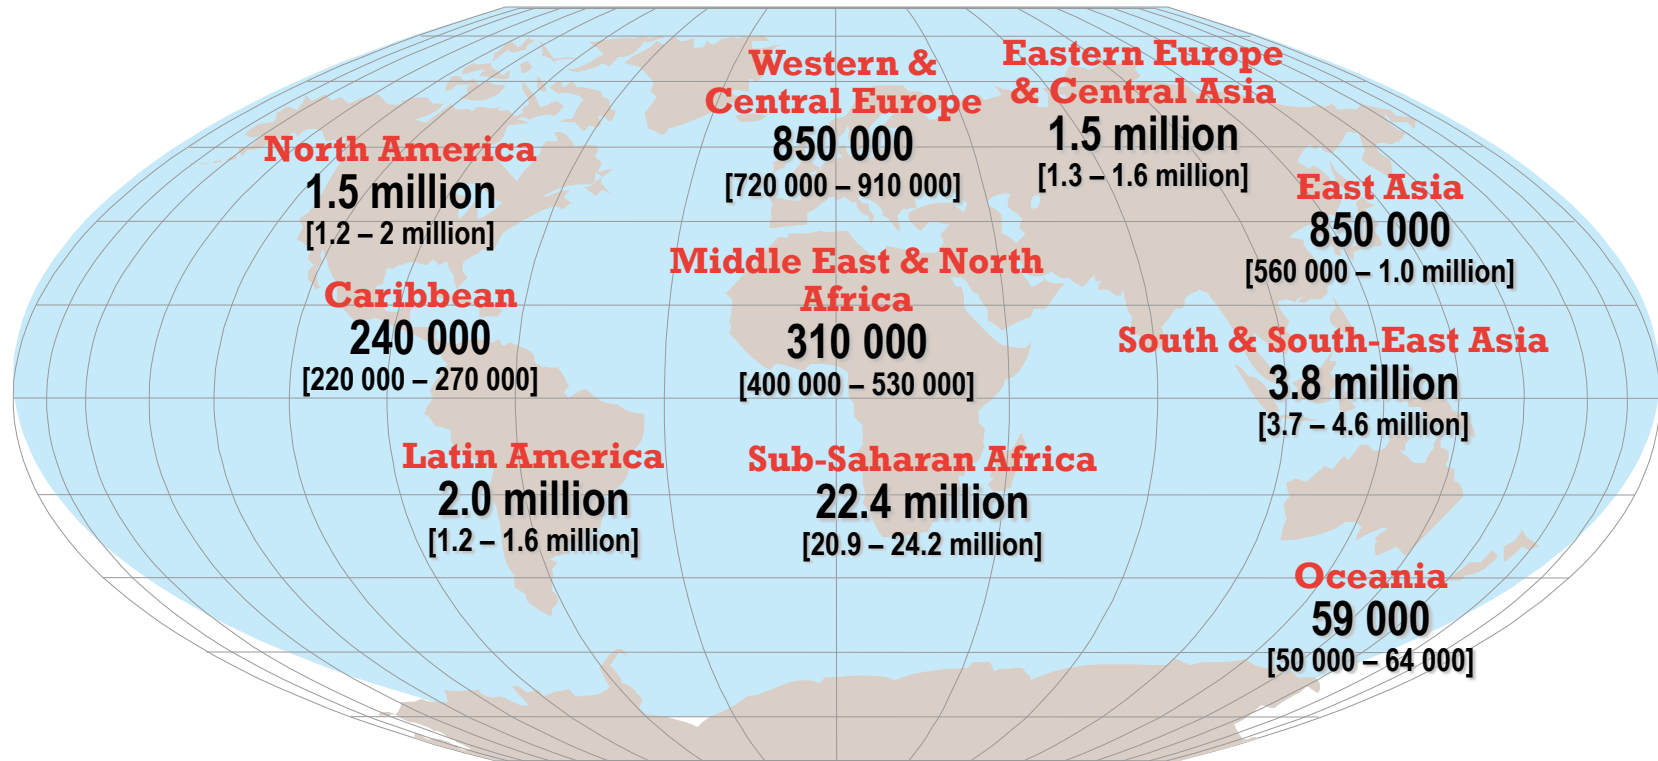 Western &
Central Europe
850 000
[720 000 – 910 000]
Eastern Europe
& Central Asia
1.5 million
[1.3 – 1.6 million]
North America
1.5 million
[1.2 – 2 million]
East Asia
850 000
[560 000 – 1.0 million]
Middle East & North
Africa
310 000
[400 000 – 530 000]
Caribbean
240 000
[220 000 – 270 000]
South & South-East Asia
3.8 million
[3.7 – 4.6 million]
Latin America
2.0 million
[1.2 – 1.6 million]
Sub-Saharan Africa
22.4 million
[20.9 – 24.2 million]
Oceania
59 000
[50 000 – 64 000]